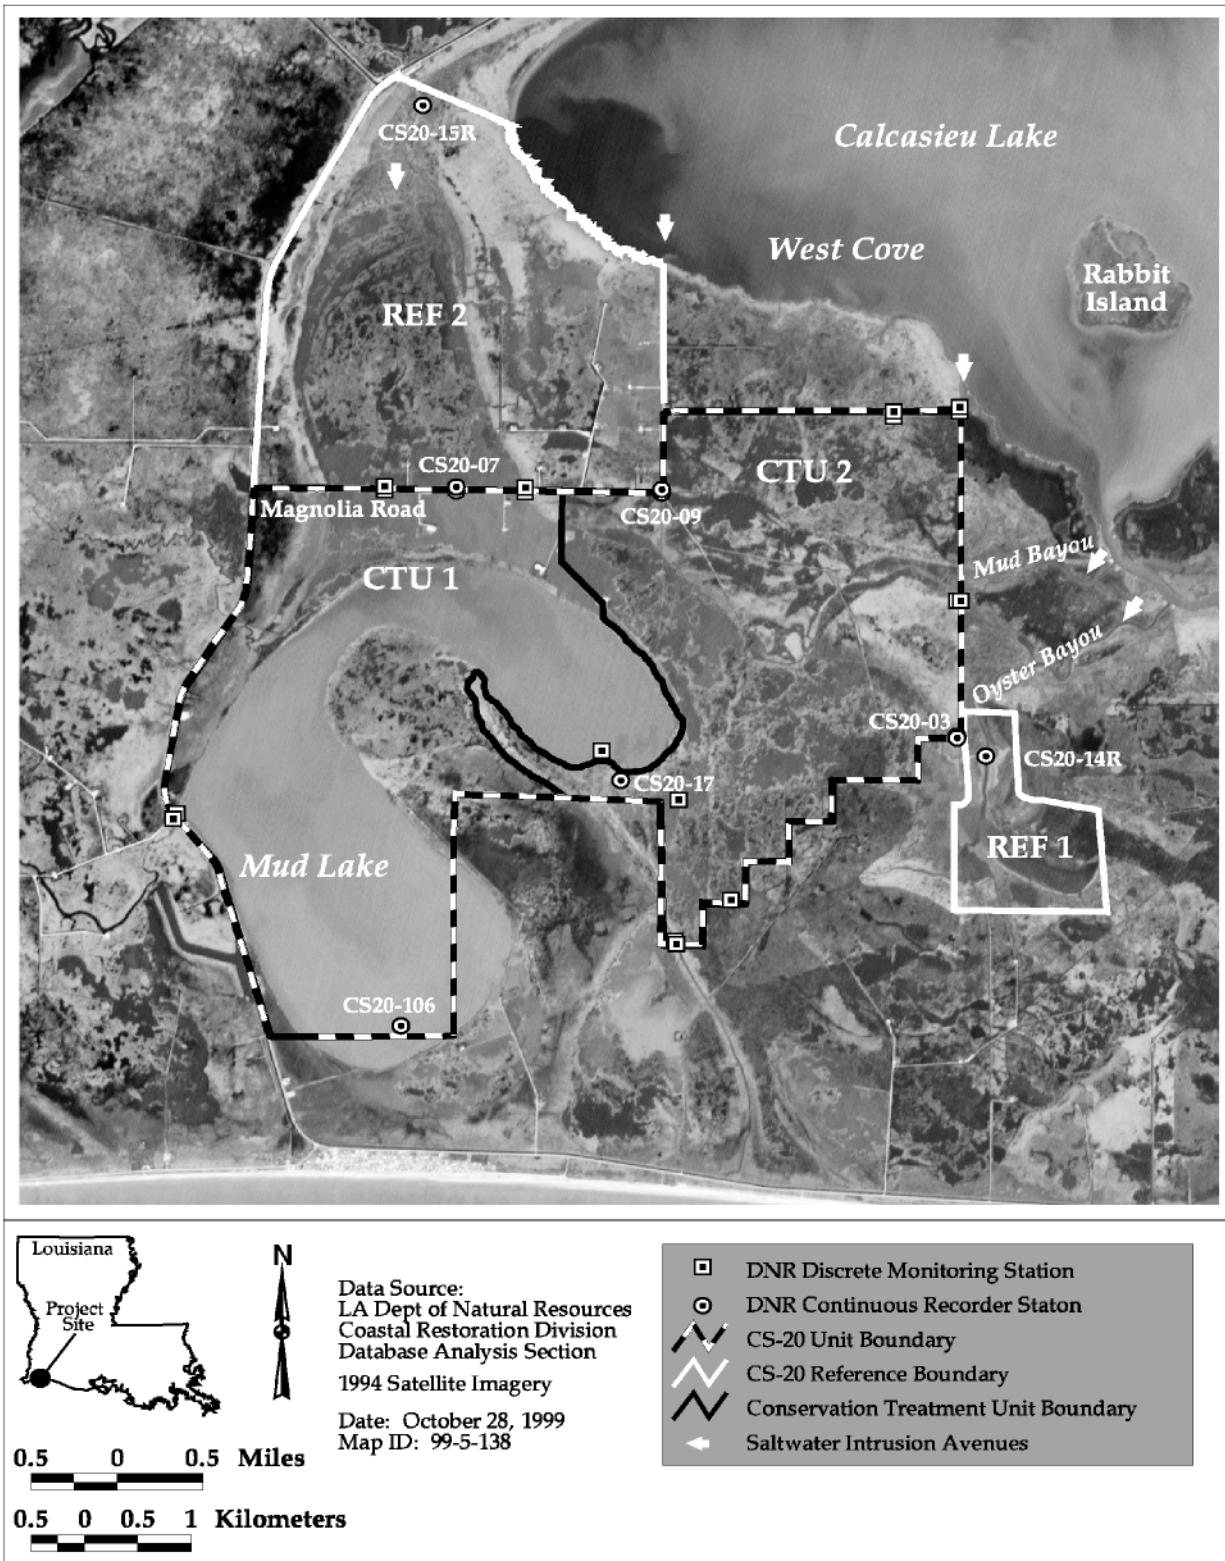 CS20-15R
Calcasieu Lake
West Cove
Rabbit
Island
REF 2
CS20-07
CTU 2
Magnolia Road
CS20-09
Mud Bayou
CTU 1
Oyster Bayou
CS20-03
CS20-14R
CS20-17
REF 1
Mud Lake
CS20-106
Louisiana
Project
Site
N
Data Source:
LA Dept of Natural Resources
Coastal Restoration Division
Database Analysis Section
1994 Satellite Imagery
Date: October 28, 1999
Map ID: 99-5-138
0.5 0 0.5 Miles
0.5 0 0.5 1 Kilometers
DNR Discrete Monitoring Station
DNR Continuous Recorder Staton
CS-20 Unit Boundary
CS-20 Reference Boundary
Conservation Treatment Unit Boundary
Saltwater Intrusion Avenues